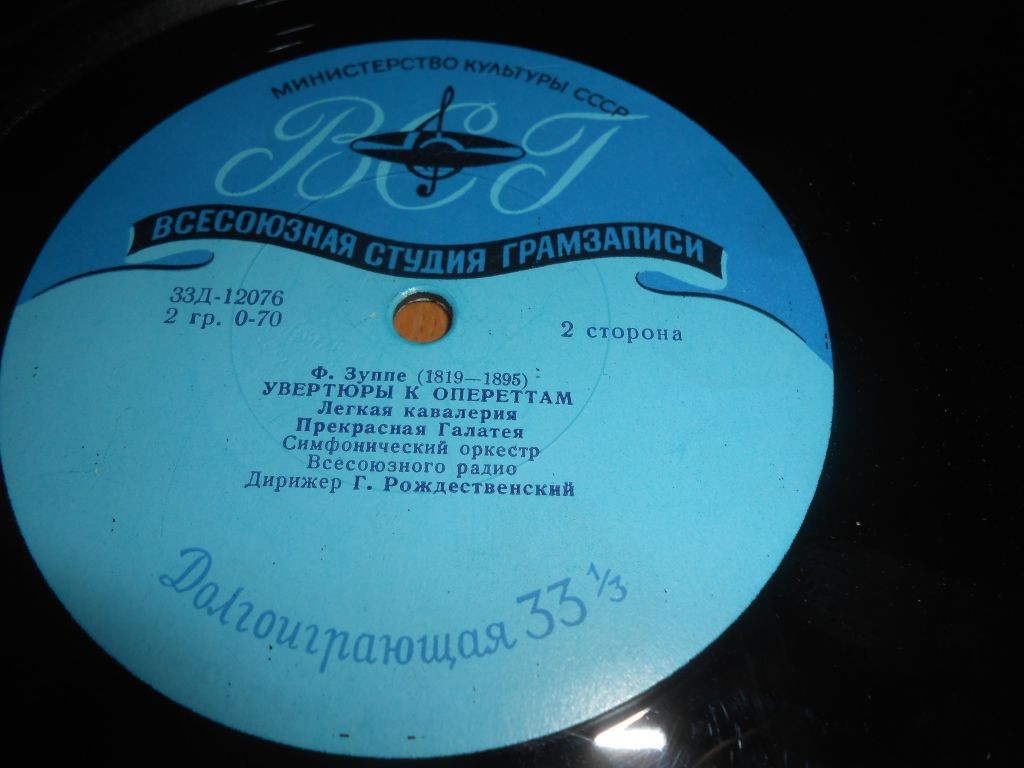 МИНИСТЕРСТВО КУЛЬТУРЫ СССР
ВСГ
ВСЕСОЮЗНАЯ СТУДИЯ ГРАМЗАПИСИ
33Д-12076
2 гр. 0-70
2 сторона
Ф. Зуппе (1819—1895)
УВЕРТЮРЫ К ОПЕРЕТТАМ
Легкая кавалерия
Прекрасная Галатея
Симфонический оркестр
Всесоюзного радио
Дирижер Г. Рождественский
Долгоиграющая 33 1/3